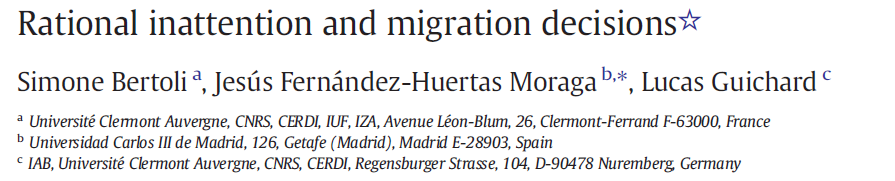 Rational inattention and migration decisions☆
Simone Bertoli a, Jesús Fernández-Huertas Moraga b,*, Lucas Guichard c
a Université Clermont Auvergne, CNRS, CERDI, IUF, IZA, Avenue Léon-Blum, 26, Clermont-Ferrand F-63000, France
b Universidad Carlos III de Madrid, 126, Getafe (Madrid), Madrid E-28903, Spain
c IAB, Université Clermont Auvergne, CNRS, CERDI, Regensburger Strasse, 104, D-90478 Nuremberg, Germany